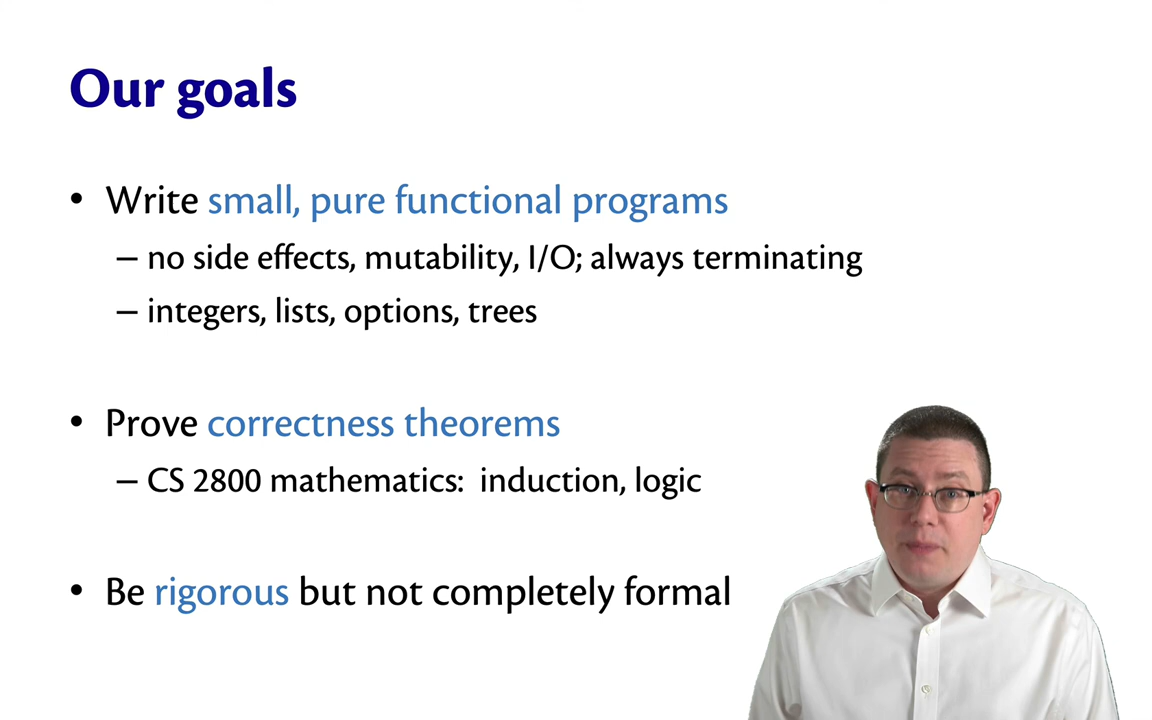 Our goals
• Write small, pure functional programs
– no side effects, mutability, I/O; always terminating
– integers, lists, options, trees
• Prove correctness theorems
– CS 2800 mathematics: induction, logic
• Be rigorous but not completely formal